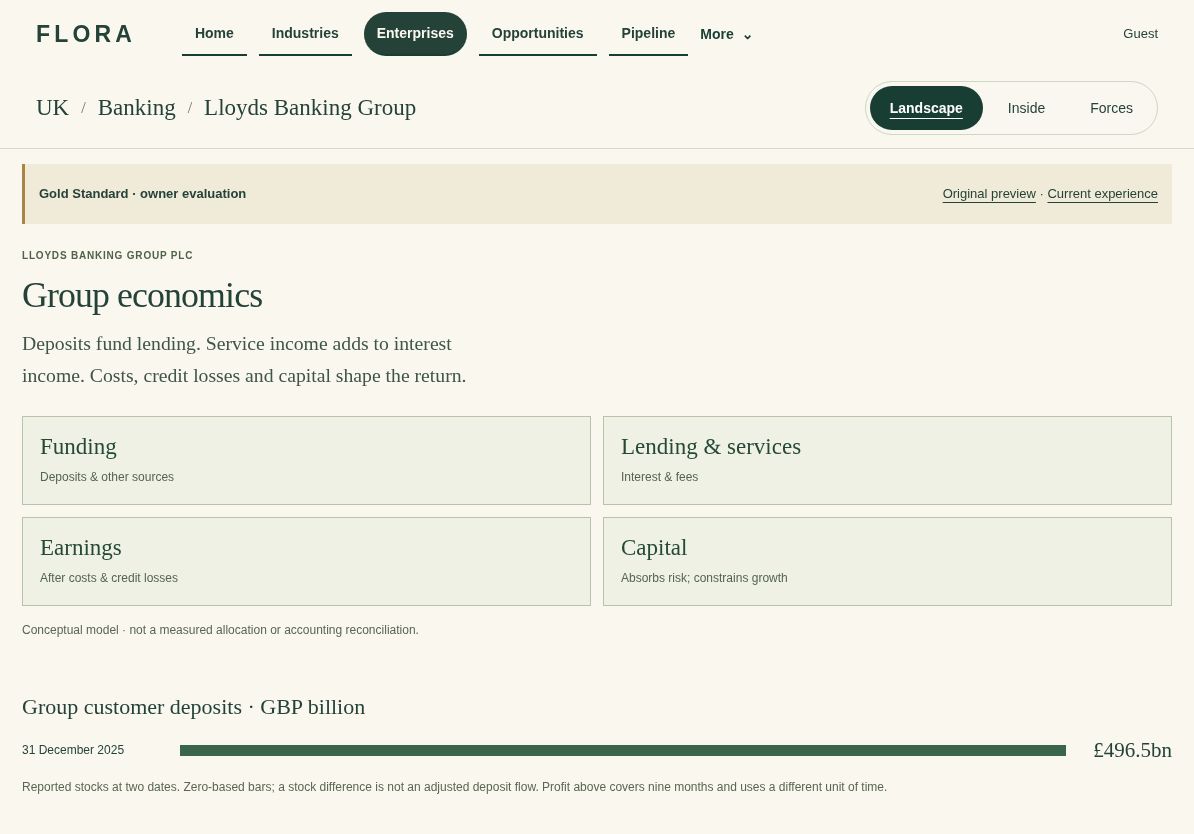 FLORA Home Industries Enterprises Opportunities Pipeline More Guest
UK / Banking / Lloyds Banking Group Landscape Inside Forces
Gold Standard · owner evaluation Original preview · Current experience
LLOYDS BANKING GROUP PLC
Group economics
Deposits fund lending. Service income adds to interest
income. Costs, credit losses and capital shape the return.
Funding
Deposits & other sources
Lending & services
Interest & fees
Earnings
After costs & credit losses
Capital
Absorbs risk; constrains growth
Conceptual model · not a measured allocation or accounting reconciliation.
Group customer deposits · GBP billion
31 December 2025 £496.5bn
Reported stocks at two dates. Zero-based bars; a stock difference is not an adjusted deposit flow. Profit above covers nine months and uses a different unit of time.